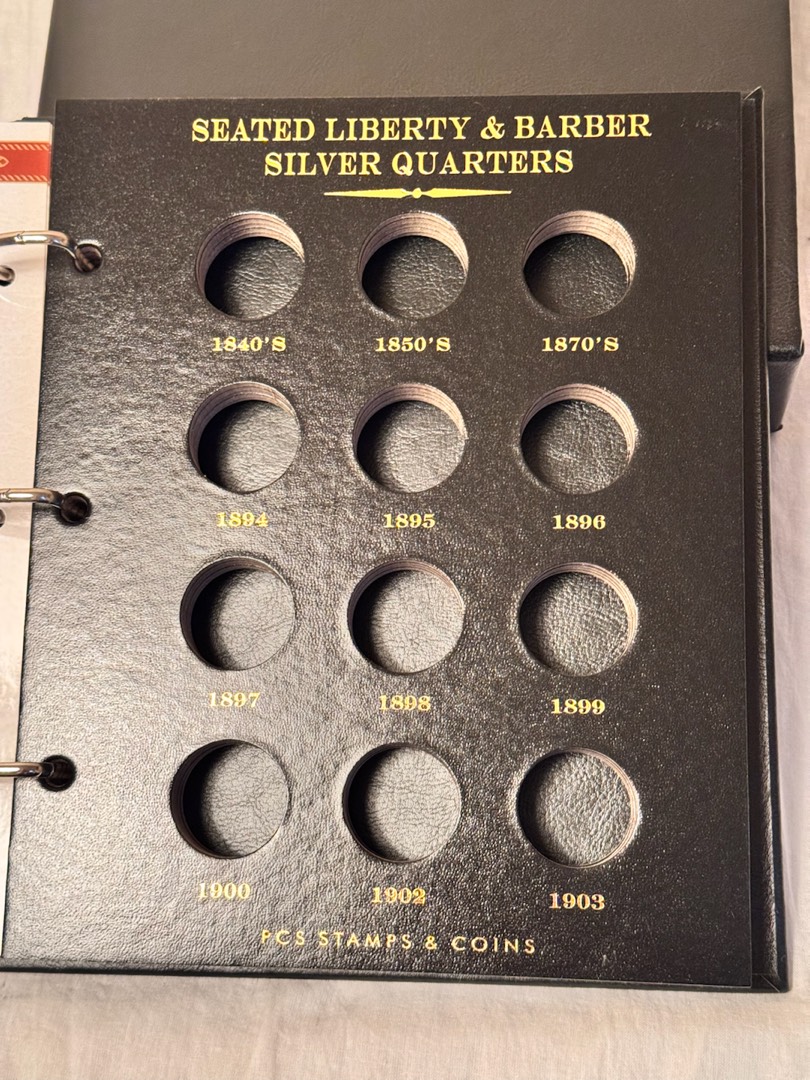 SEATED LIBERTY & BARBER
SILVER QUARTERS
1840'S 1850'S 1870'S
1894 1895 1896
1897 1898 1899
1900 1902 1903
PCS STAMPS & COINS